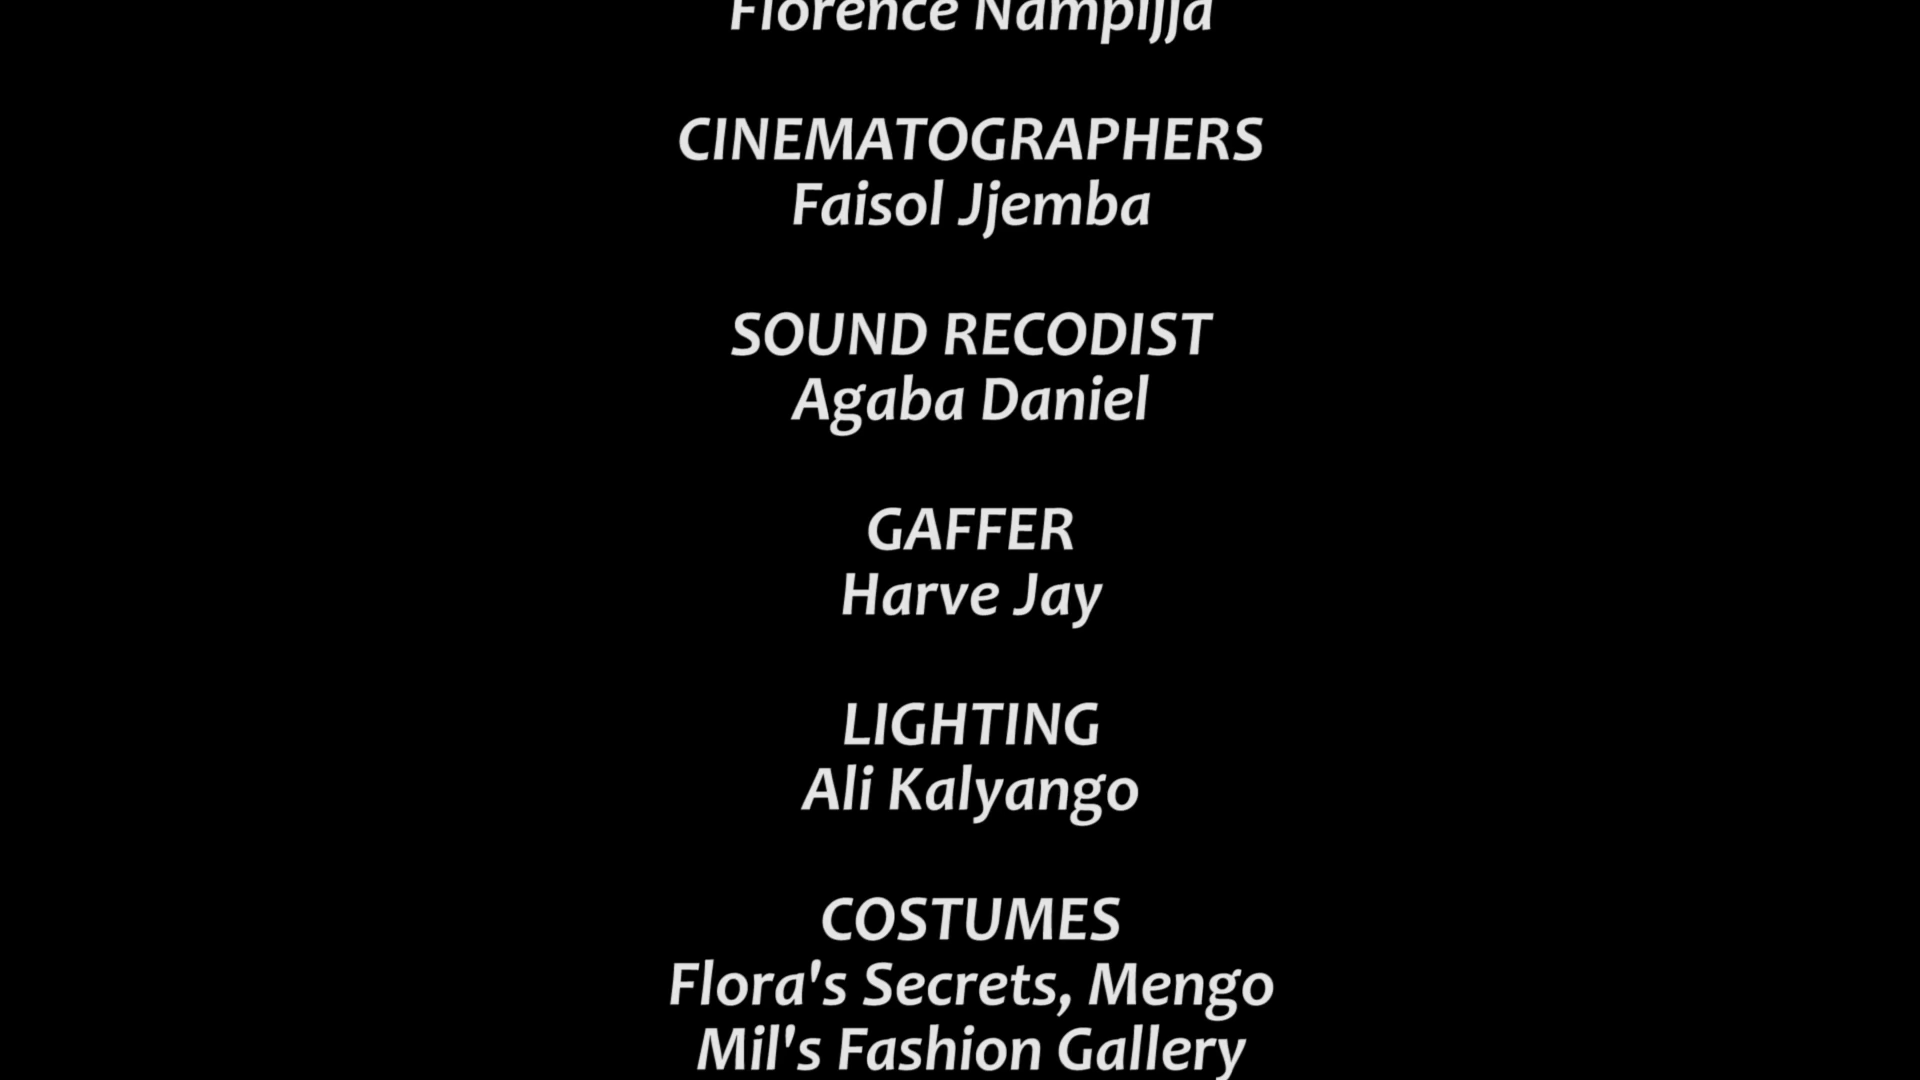 Florence Nampijja
CINEMATOGRAPHERS
Faisol Jjemba
SOUND RECODIST
Agaba Daniel
GAFFER
Harve Jay
LIGHTING
Ali Kalyango
COSTUMES
Flora's Secrets, Mengo
Mil's Fashion Gallery